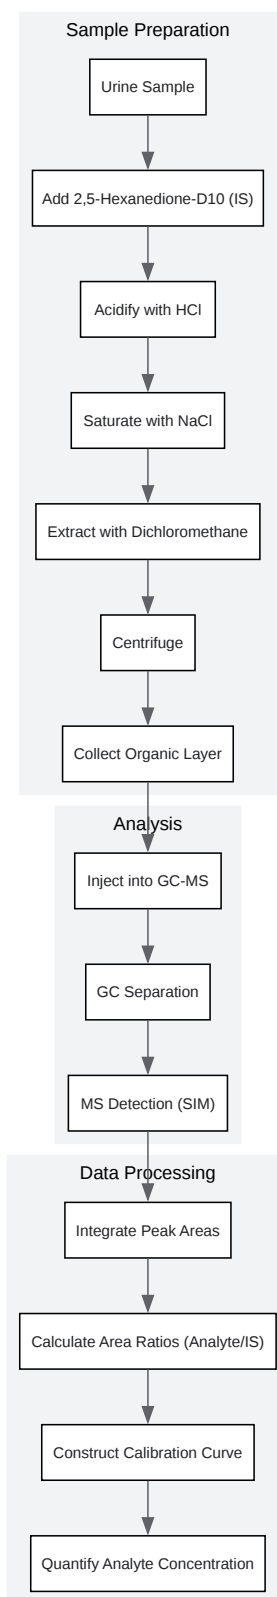 Sample Preparation
Urine Sample
Add 2,5-Hexanedione-D10 (IS)
Acidify with HCl
Saturate with NaCl
Extract with Dichloromethane
Centrifuge
Collect Organic Layer
Analysis
Inject into GC-MS
GC Separation
MS Detection (SIM)
Data Processing
Integrate Peak Areas
Calculate Area Ratios (Analyte/IS)
Construct Calibration Curve
Quantify Analyte Concentration